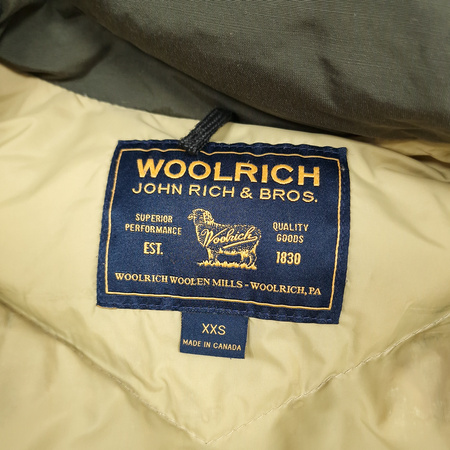 WOOLRICH
JOHN RICH & BROS.
SUPERIOR
PERFORMANCE
EST.
Woolrich
QUALITY
GOODS
1830
WOOLRICH WOOLEN MILLS - WOOLRICH, PA
XXS
MADE IN CANADA